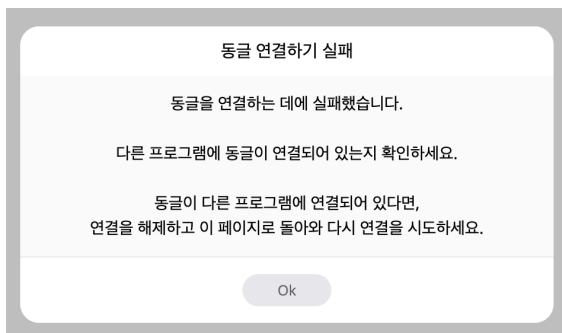 동글 연결하기 실패
동글을 연결하는 데에 실패했습니다.
다른 프로그램에 동글이 연결되어 있는지 확인하세요.
동글이 다른 프로그램에 연결되어 있다면,
연결을 해제하고 이 페이지로 돌아와 다시 연결을 시도하세요.
Ok